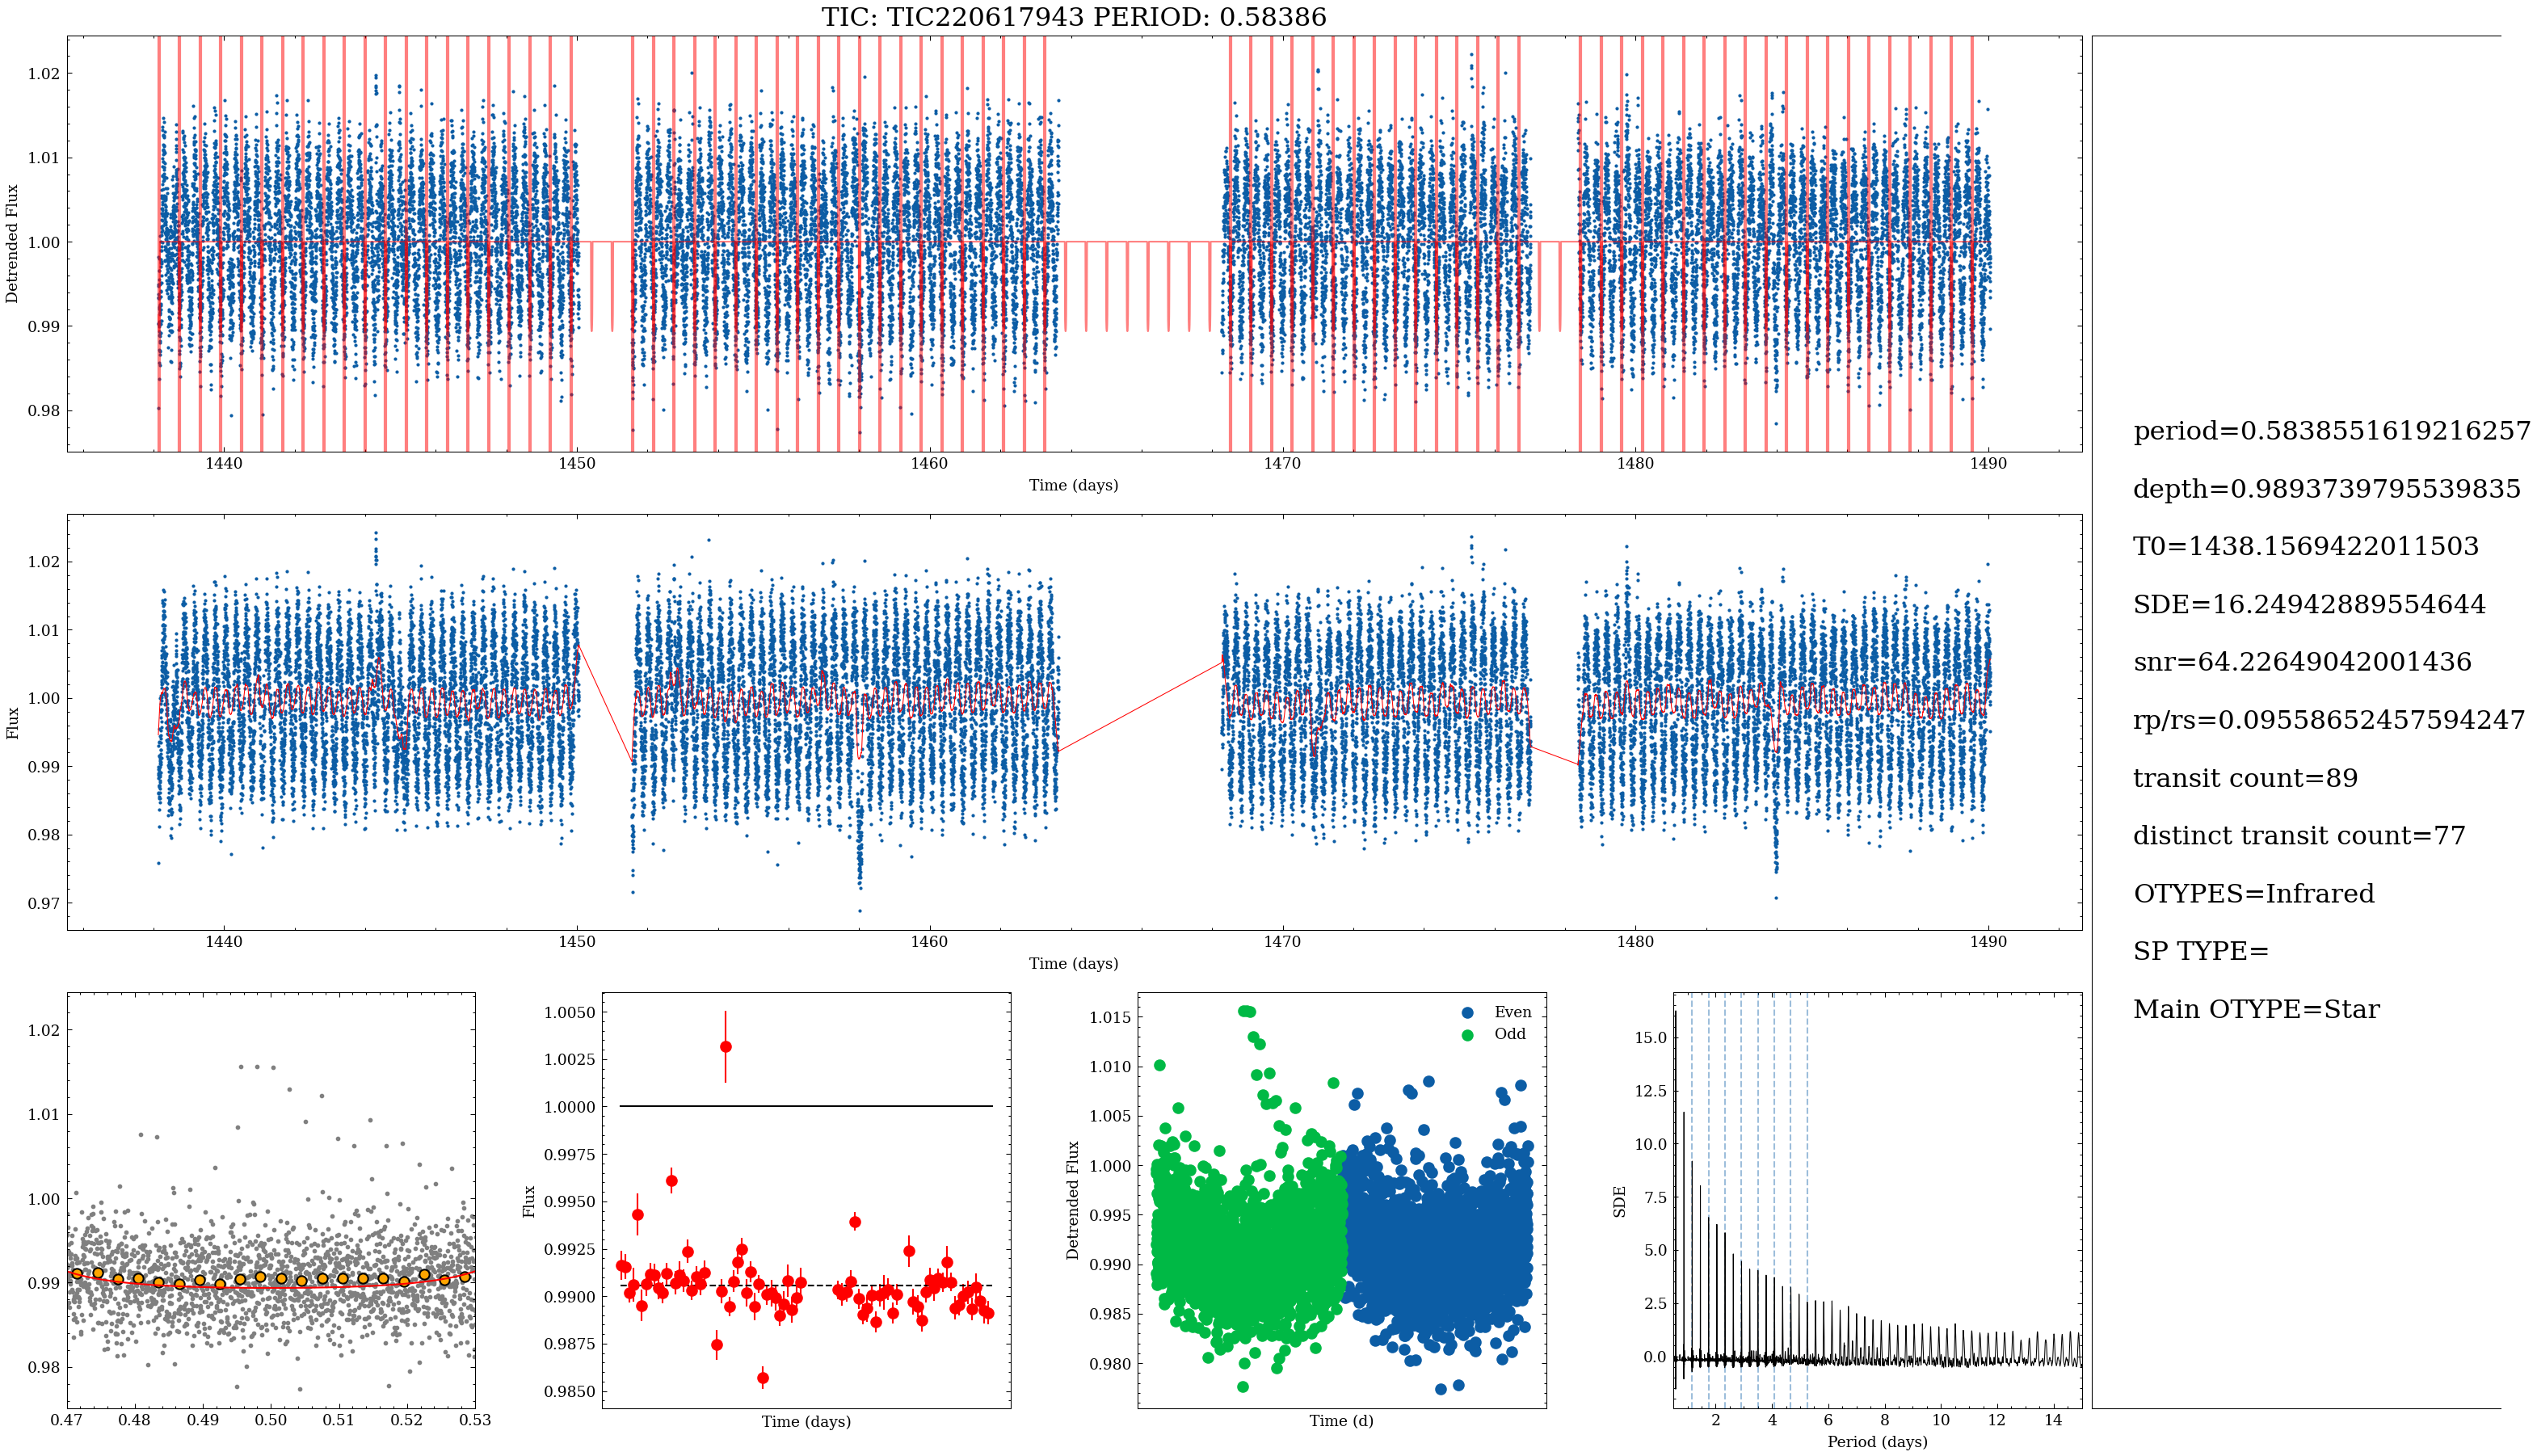 TIC: TIC220617943 PERIOD: 0.58386
Detrended Flux
1.02
1.01
1.00
0.99
0.98
1440 1450 1460 1470 1480 1490
Time (days)
Flux
1.02
1.01
1.00
0.99
0.98
0.97
1440 1450 1460 1470 1480 1490
Time (days)
1.02
1.01
1.00
0.99
0.98
0.47 0.48 0.49 0.50 0.51 0.52 0.53
Flux
1.0050
1.0025
1.0000
0.9975
0.9950
0.9925
0.9900
0.9875
0.9850
Time (days)
Detrended Flux
1.015
1.010
1.005
1.000
0.995
0.990
0.985
0.980
Even
Odd
Time (d)
SDE
15.0
12.5
10.0
7.5
5.0
2.5
0.0
2 4 6 8 10 12 14
Period (days)
period=0.5838551619216257
depth=0.9893739795539835
T0=1438.1569422011503
SDE=16.24942889554644
snr=64.22649042001436
rp/rs=0.09558652457594247
transit count=89
distinct transit count=77
OTYPES=Infrared
SP TYPE=
Main OTYPE=Star